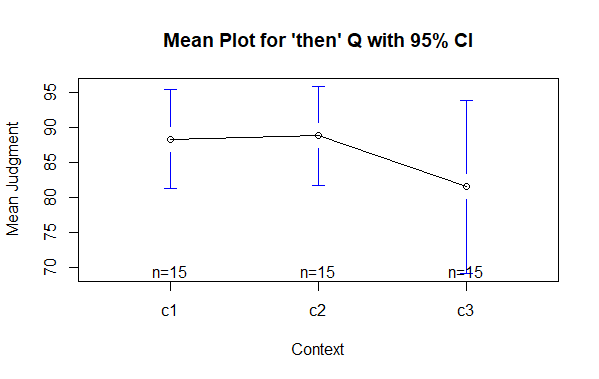 Mean Plot for 'then' Q with 95% CI
Mean Judgment
95
90
85
80
75
70
n=15 n=15 n=15
c1 c2 c3
Context